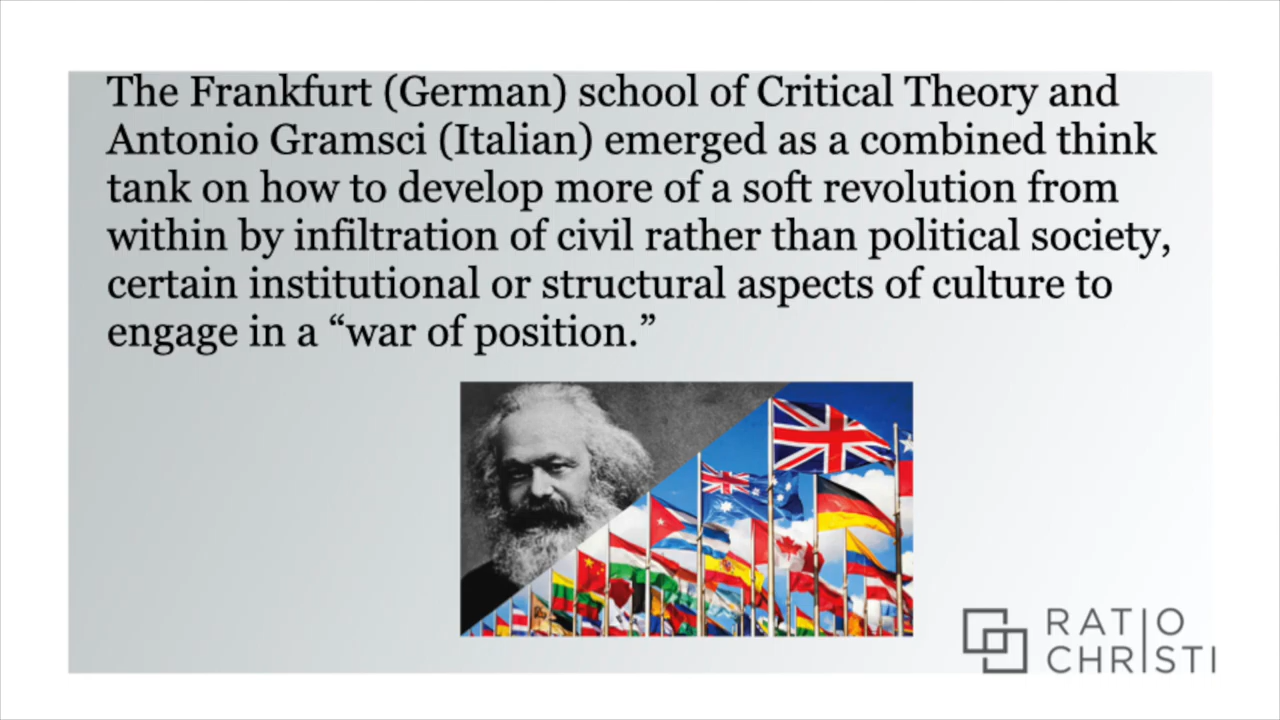 The Frankfurt (German) school of Critical Theory and
Antonio Gramsci (Italian) emerged as a combined think
tank on how to develop more of a soft revolution from
within by infiltration of civil rather than political society,
certain institutional or structural aspects of culture to
engage in a “war of position.”
RATIO
CHRISTI